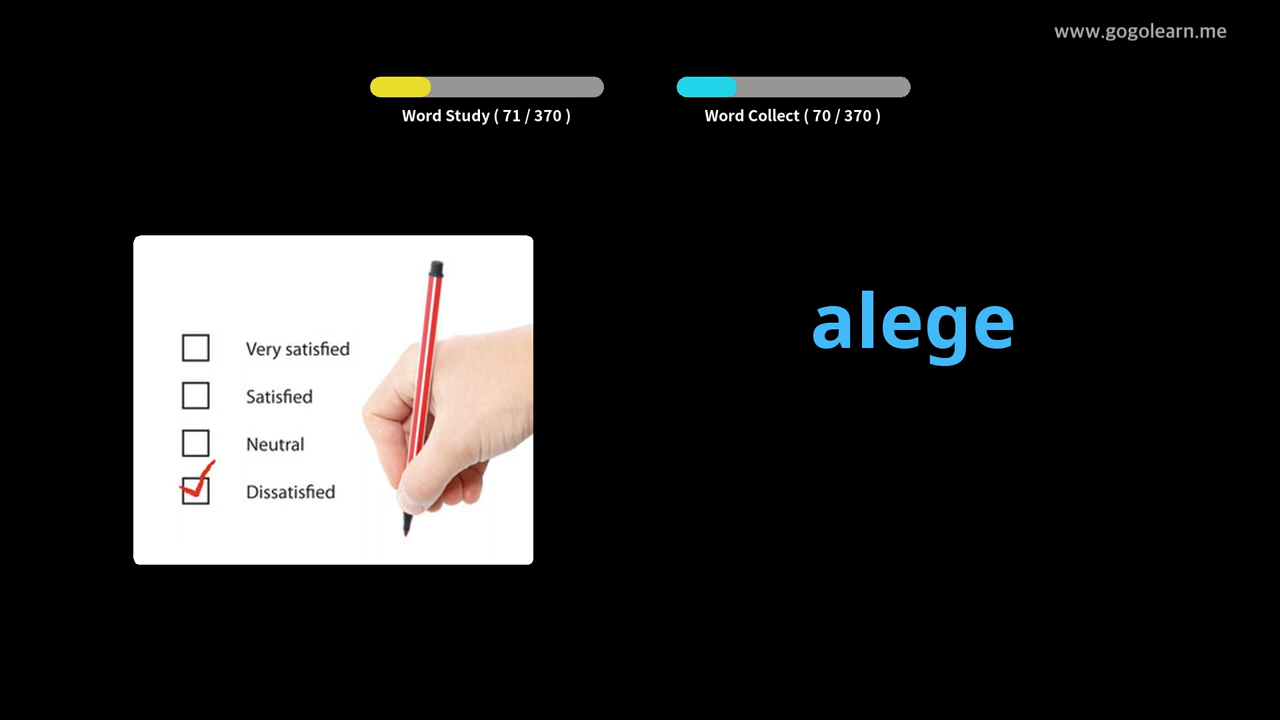 www.gogolearn.me
Word Study ( 71 / 370 )
Word Collect ( 70 / 370 )
Very satisfied
Satisfied
Neutral
Dissatisfied
alege